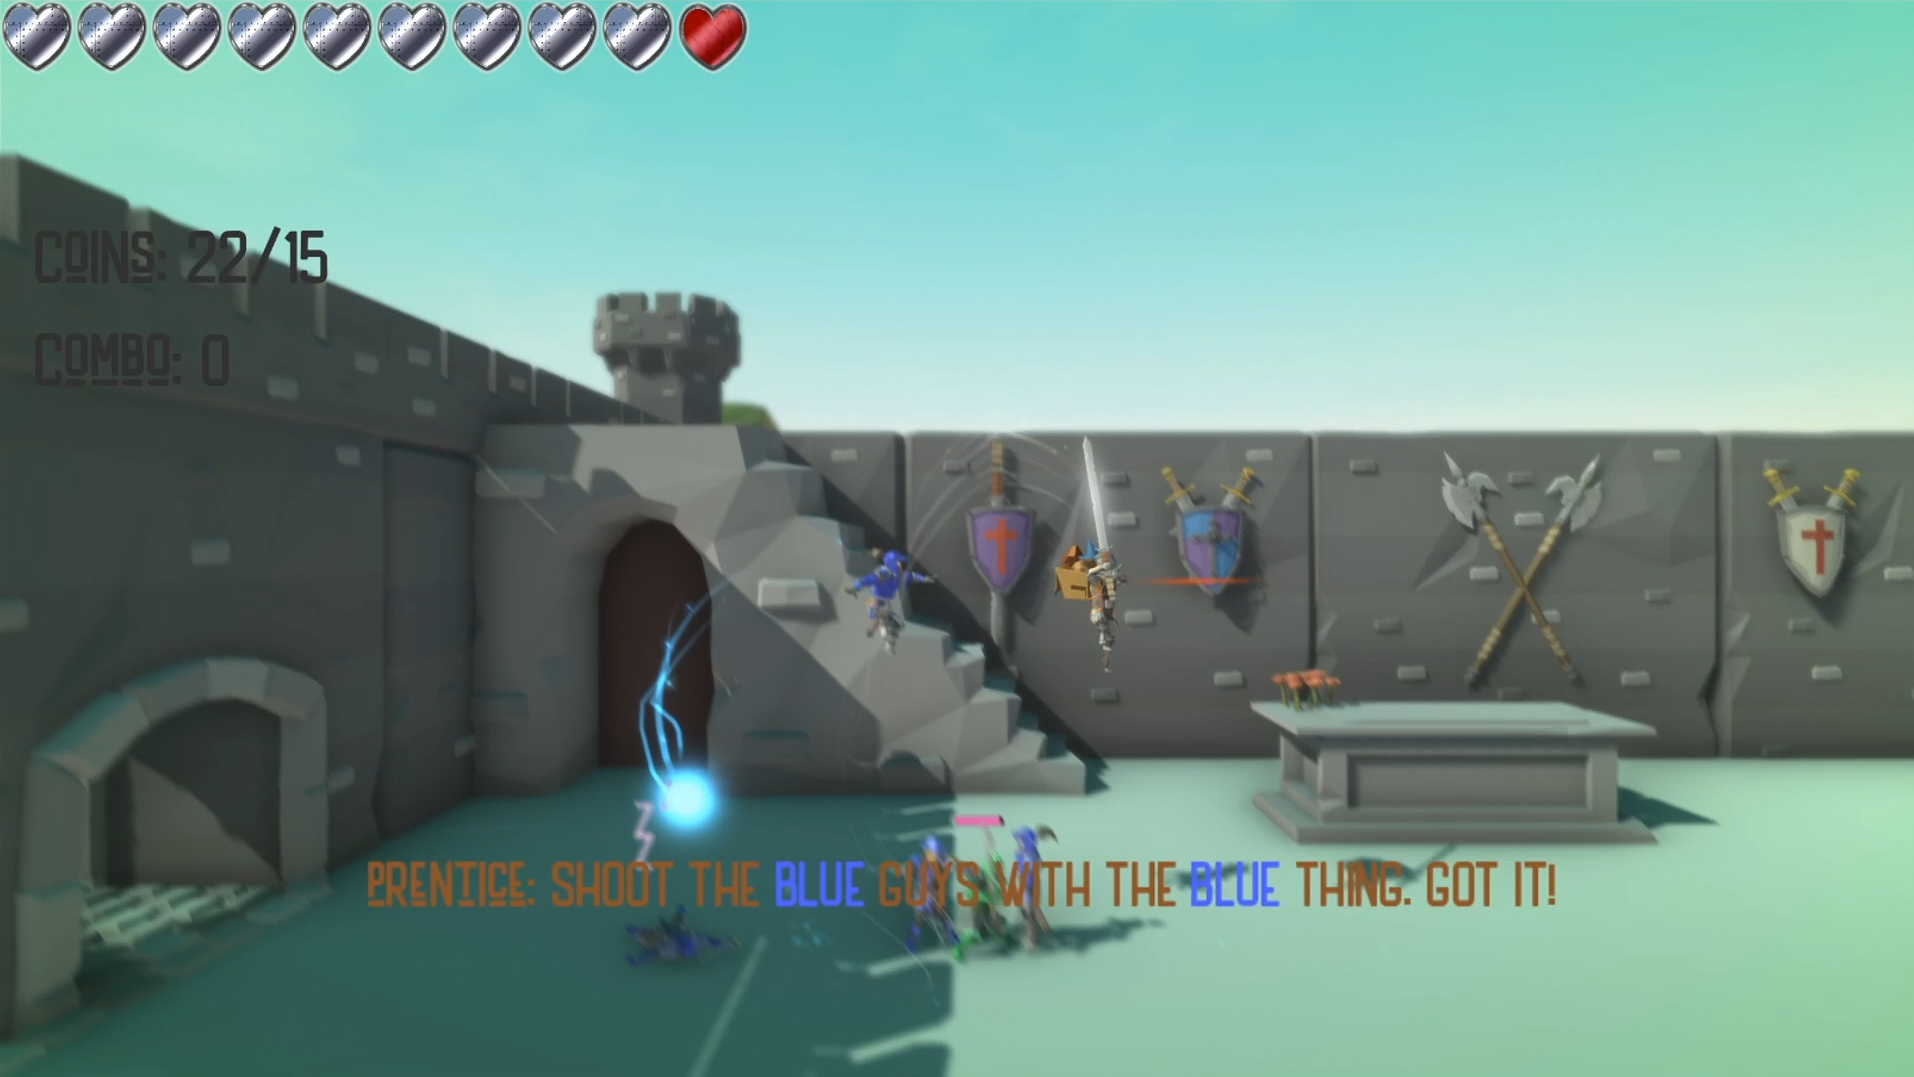 COINS: 22/15
COMBO: 0
PRENTICE: SHOOT THE BLUE GUYS WITH THE BLUE THING. GOT IT!